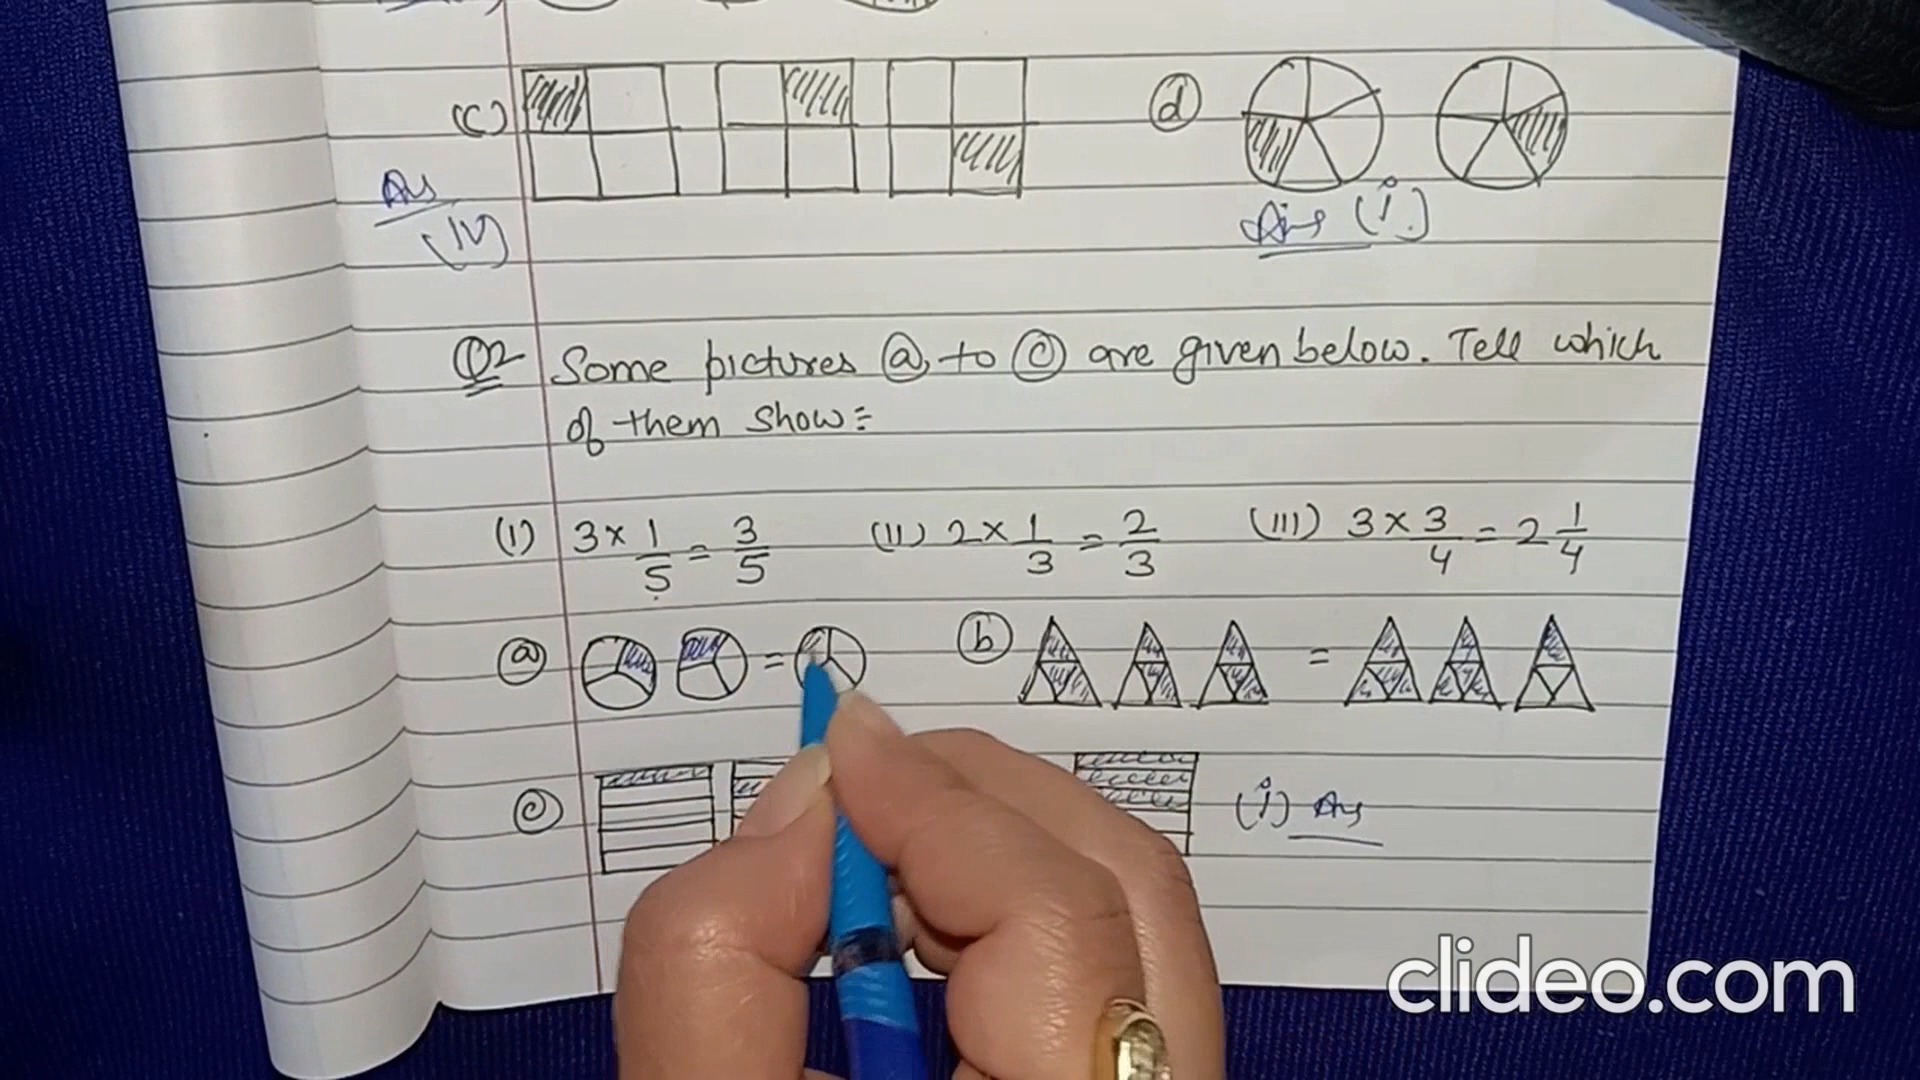 (C) (d)
Ans (IV) Ans (i)
Q2 Some pictures (a) to (c) are given below. Tell which
of them show:
(I) 3 × 1/5 = 3/5 (II) 2 × 1/3 = 2/3 (III) 3 × 3/4 = 2 1/4
(a) = (b) =
(c) (i) Ans
clideo.com